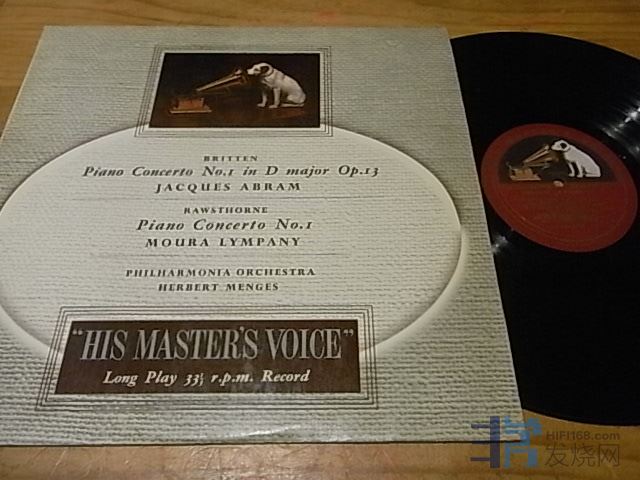 BRITTEN
Piano Concerto No.1 in D major Op.13
JACQUES ABRAM
RAWSTHORNE
Piano Concerto No.1
MOURA LYMPANY
PHILHARMONIA ORCHESTRA
HERBERT MENGES
"HIS MASTER'S VOICE"
Long Play 33⅓ r.p.m. Record
HIFI168.com
发烧网